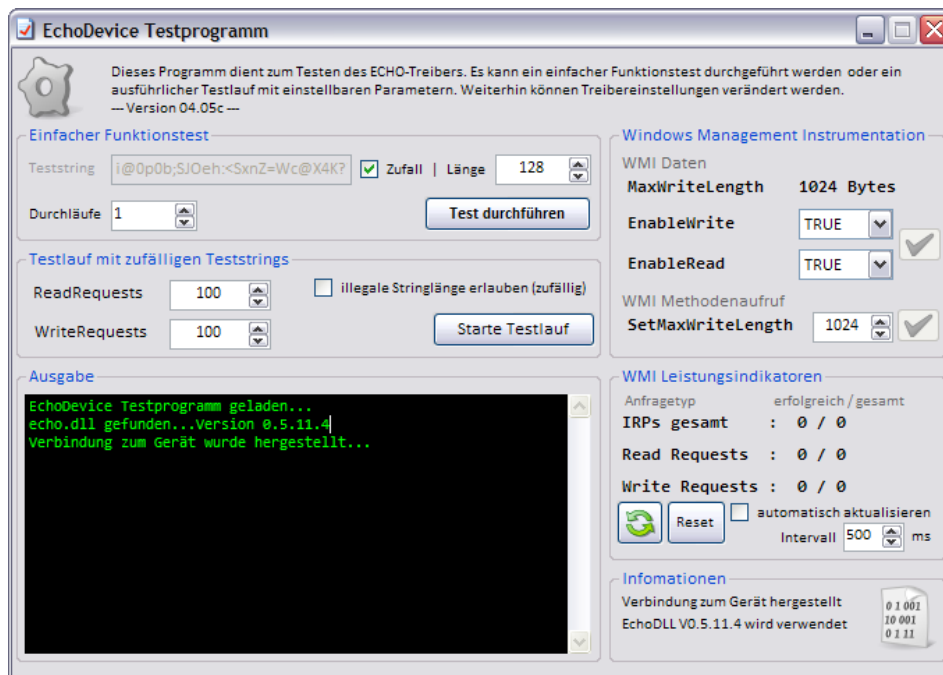 EchoDevice Testprogramm
Dieses Programm dient zum Testen des ECHO-Treibers. Es kann ein einfacher Funktionstest durchgeführt werden oder ein
ausführlicher Testlauf mit einstellbaren Parametern. Weiterhin können Treibereinstellungen verändert werden.
--- Version 04.05c ---
Einfacher Funktionstest
Teststring i@0p0b;SJOeh:<SxnZ=Wc@X4K? Zufall | Länge 128
Durchläufe 1 Test durchführen
Testlauf mit zufälligen Teststrings
ReadRequests 100 illegale Stringlänge erlauben (zufällig)
WriteRequests 100 Starte Testlauf
Ausgabe
EchoDevice Testprogramm geladen...
echo.dll gefunden...Version 0.5.11.4
Verbindung zum Gerät wurde hergestellt...
Windows Management Instrumentation
WMI Daten
MaxWriteLength 1024 Bytes
EnableWrite TRUE
EnableRead TRUE
WMI Methodenaufruf
SetMaxWriteLength 1024
WMI Leistungsindikatoren
Anfragetyp erfolgreich / gesamt
IRPs gesamt : 0 / 0
Read Requests : 0 / 0
Write Requests : 0 / 0
Reset automatisch aktualisieren
Intervall 500 ms
Infomationen
Verbindung zum Gerät hergestellt
EchoDLL V0.5.11.4 wird verwendet
0 1 001
10 001
0 1 11